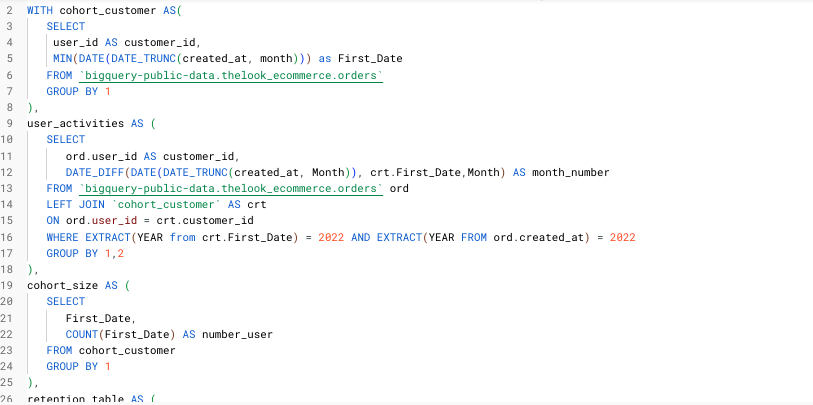 2 WITH cohort_customer AS(
3 SELECT
4 user_id AS customer_id,
5 MIN(DATE(DATE_TRUNC(created_at, month))) as First_Date
6 FROM `bigquery-public-data.thelook_ecommerce.orders`
7 GROUP BY 1
8 ),
9 user_activities AS (
10 SELECT
11 ord.user_id AS customer_id,
12 DATE_DIFF(DATE(DATE_TRUNC(created_at, Month)), crt.First_Date,Month) AS month_number
13 FROM `bigquery-public-data.thelook_ecommerce.orders` ord
14 LEFT JOIN `cohort_customer` AS crt
15 ON ord.user_id = crt.customer_id
16 WHERE EXTRACT(YEAR from crt.First_Date) = 2022 AND EXTRACT(YEAR FROM ord.created_at) = 2022
17 GROUP BY 1,2
18 ),
19 cohort_size AS (
20 SELECT
21 First_Date,
22 COUNT(First_Date) AS number_user
23 FROM cohort_customer
24 GROUP BY 1
25 ),
26 retention_table AS (